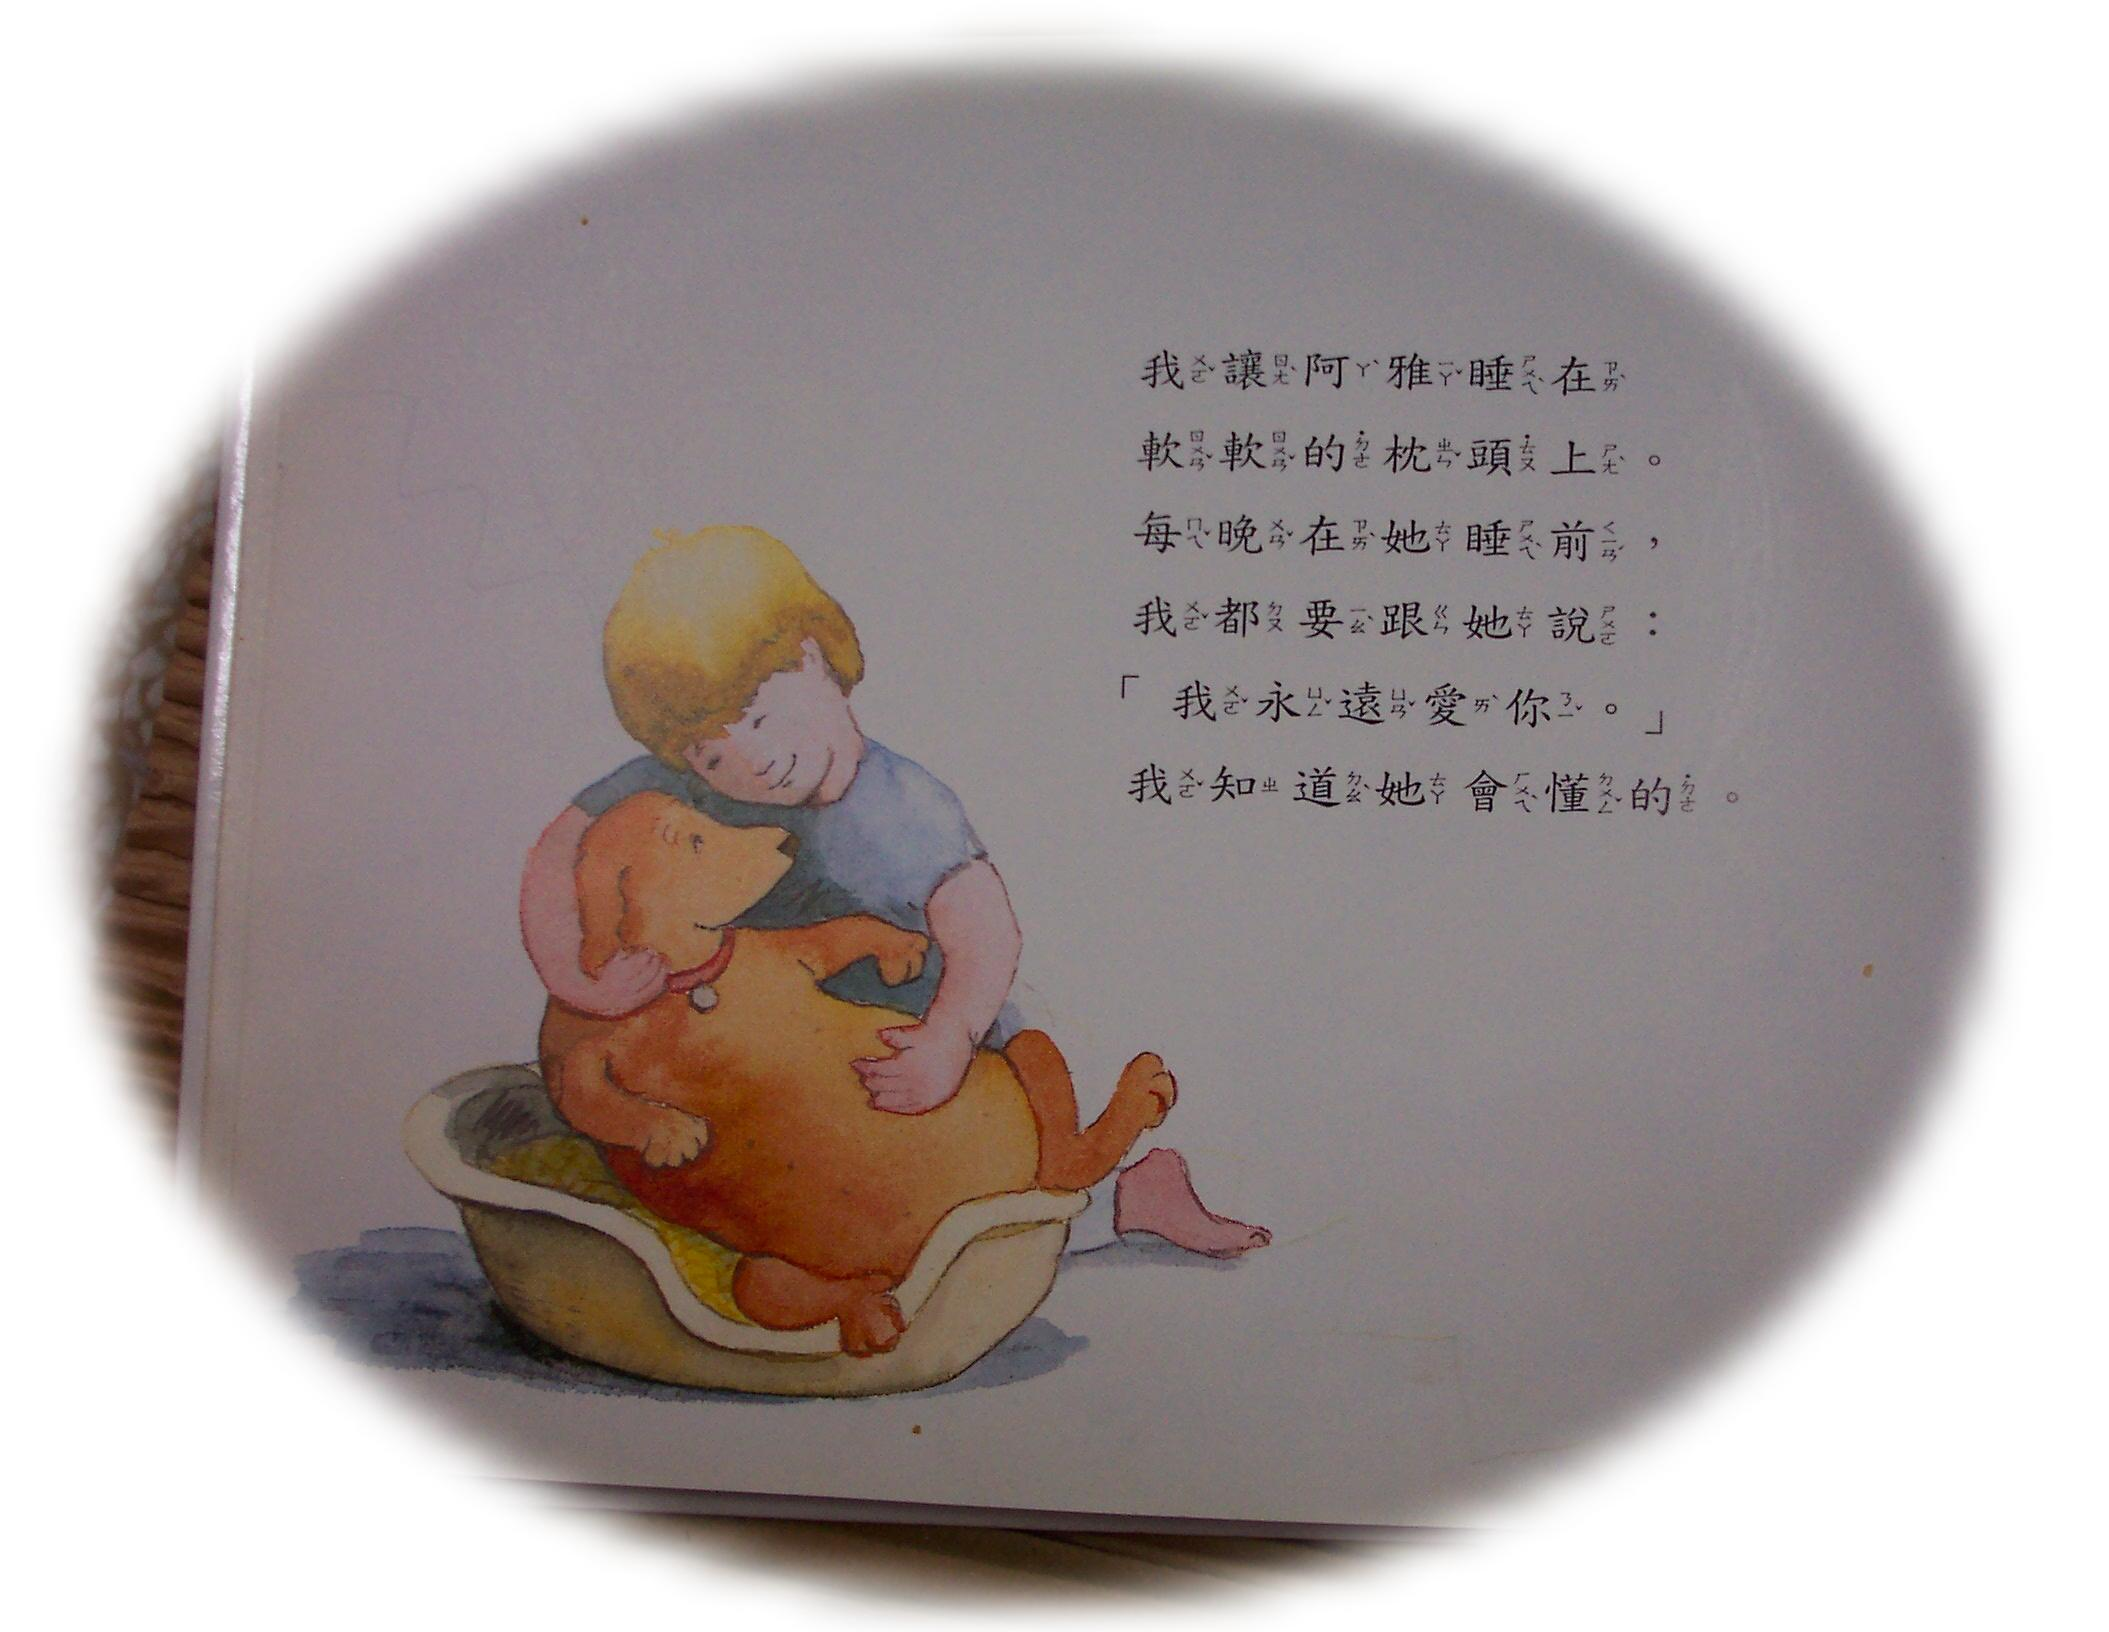 我讓阿雅睡在
軟軟的枕頭上。
每晚在她睡前，
我都要跟她說：
「我永遠愛你。」
我知道她會懂的。